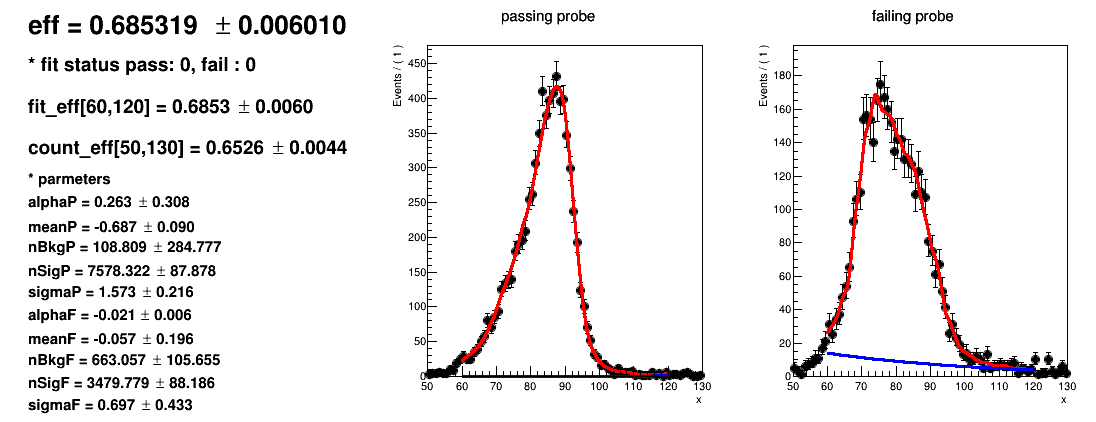 eff = 0.685319 ± 0.006010
* fit status pass: 0, fail : 0
fit_eff[60,120] = 0.6853 ± 0.0060
count_eff[50,130] = 0.6526 ± 0.0044
* parmeters
alphaP = 0.263 ± 0.308
meanP = -0.687 ± 0.090
nBkgP = 108.809 ± 284.777
nSigP = 7578.322 ± 87.878
sigmaP = 1.573 ± 0.216
alphaF = -0.021 ± 0.006
meanF = -0.057 ± 0.196
nBkgF = 663.057 ± 105.655
nSigF = 3479.779 ± 88.186
sigmaF = 0.697 ± 0.433
passing probe
Events / ( 1 )
450
400
350
300
250
200
150
100
50
0
50 60 70 80 90 100 110 120 130
x
failing probe
Events / ( 1 )
180
160
140
120
100
80
60
40
20
0
50 60 70 80 90 100 110 120 130
x